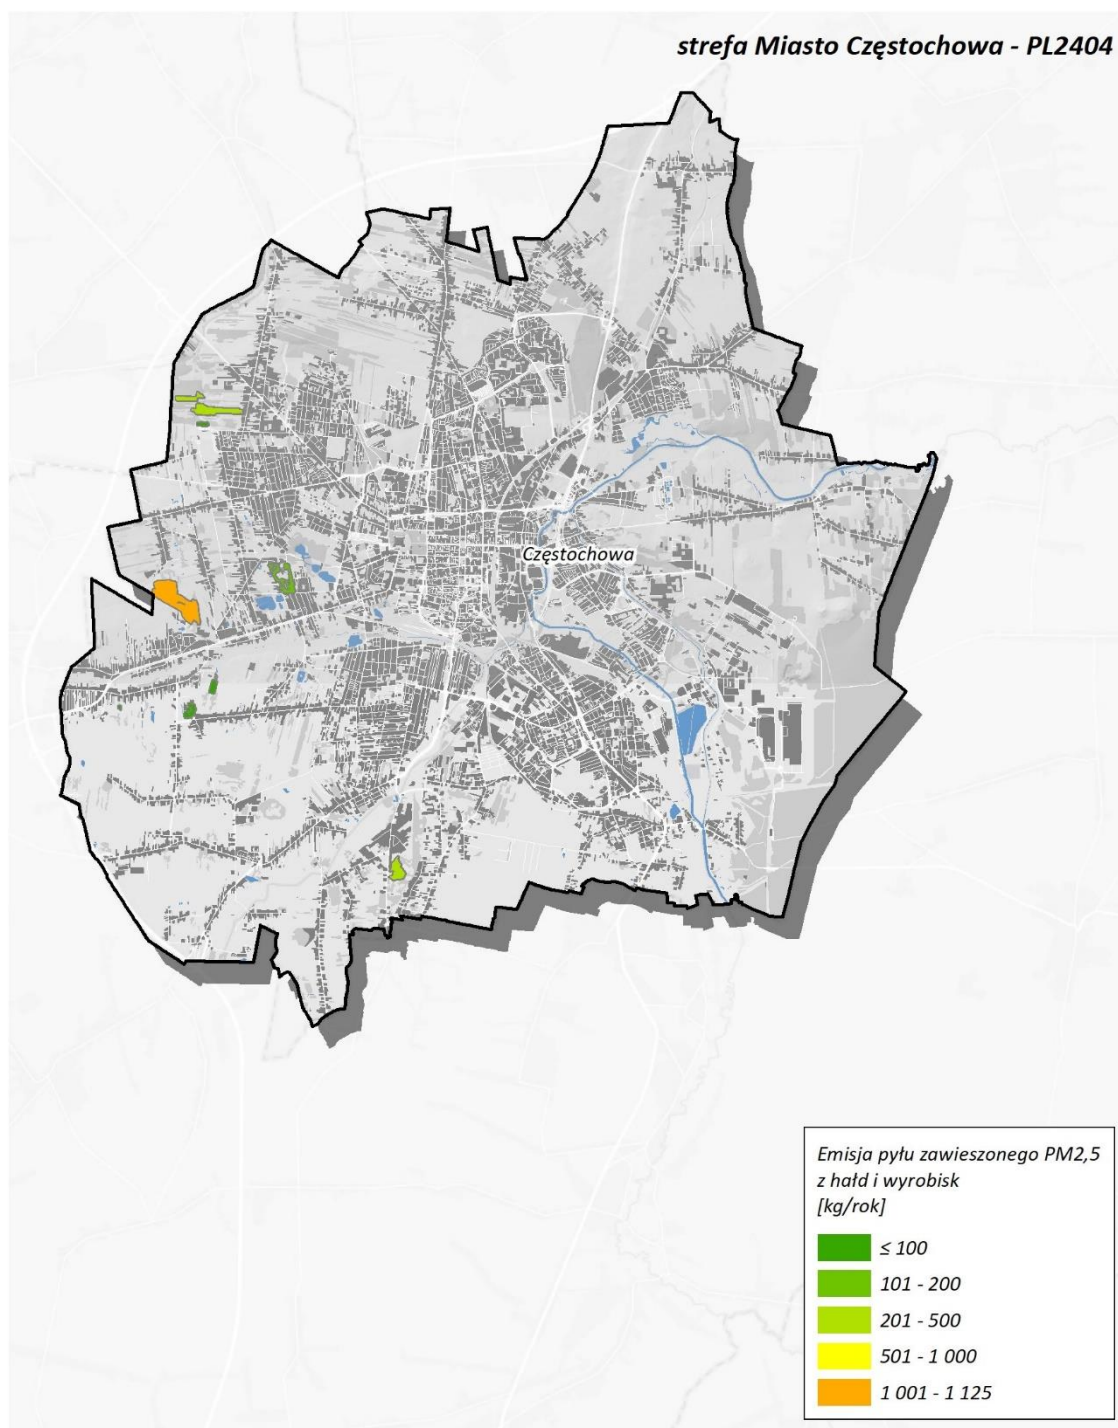 strefa Miasto Częstochowa - PL2404
Częstochowa
Emisja pyłu zawieszonego PM2,5
z hałd i wyrobisk
[kg/rok]
≤ 100
101 - 200
201 - 500
501 - 1 000
1 001 - 1 125